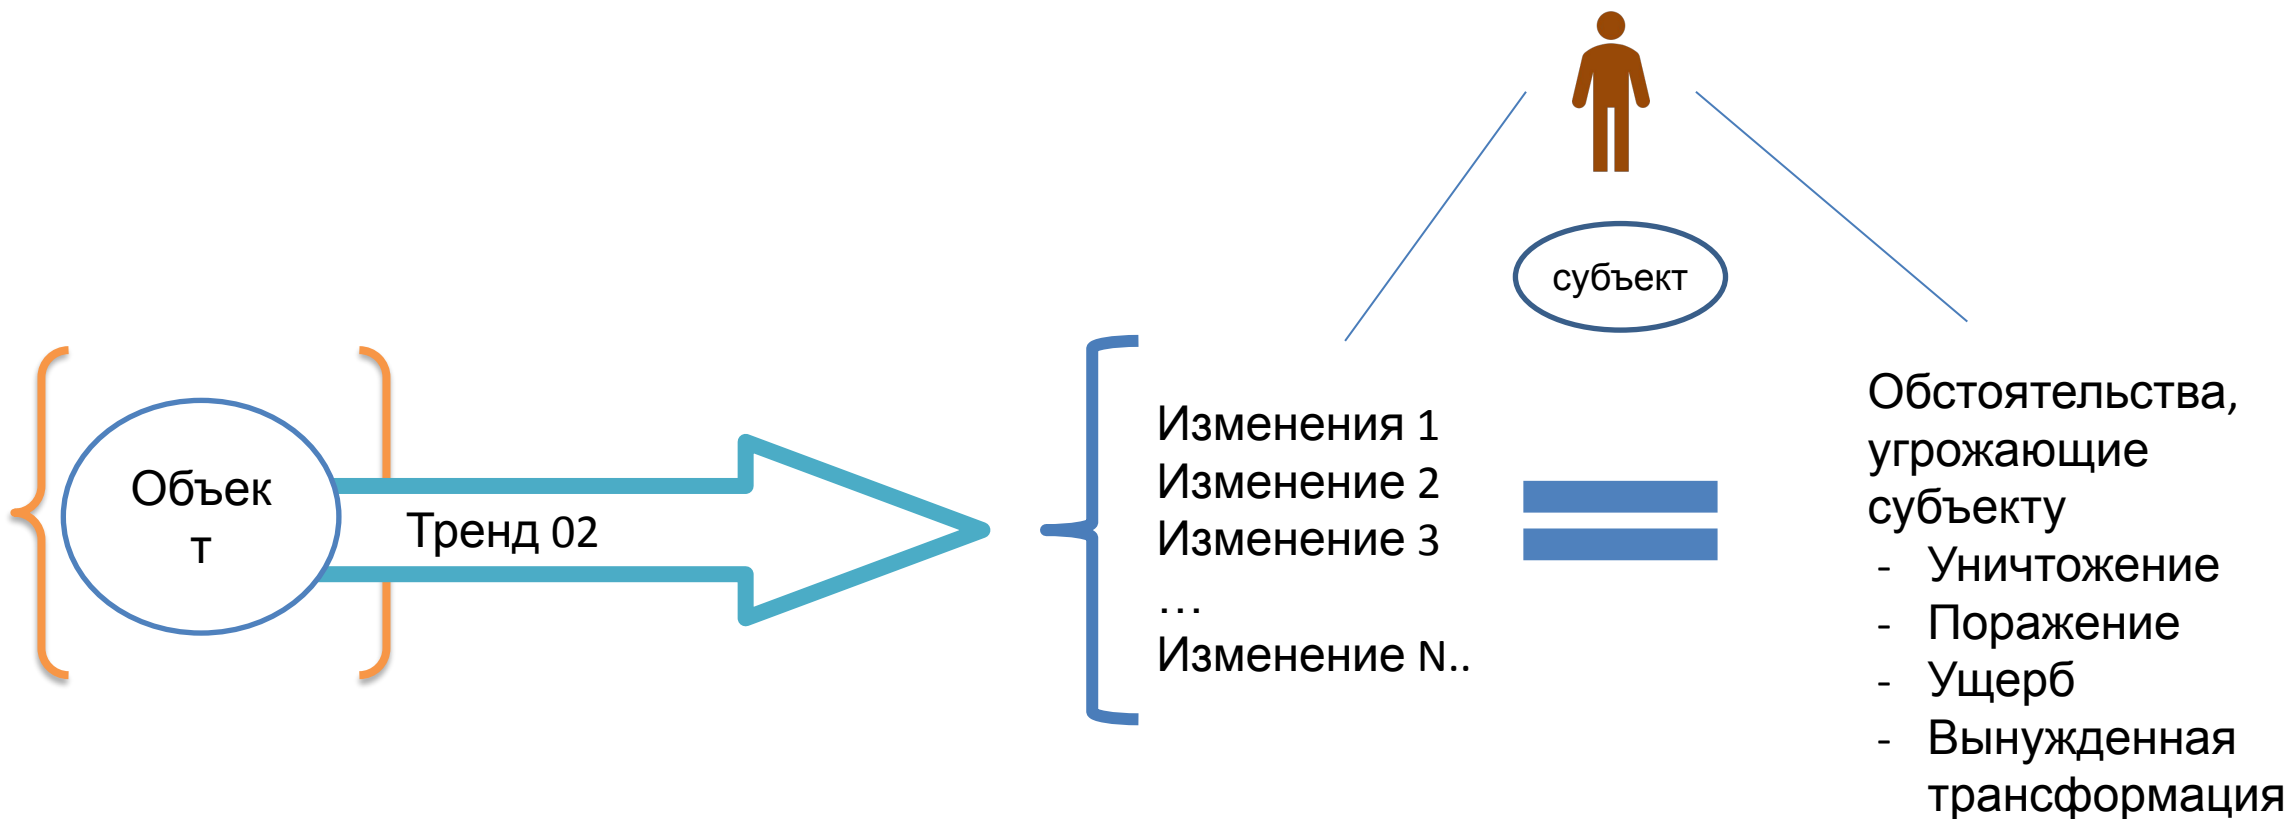 субъект
Объек
т
Тренд 02
Изменения 1
Изменение 2
Изменение 3
…
Изменение N..
Обстоятельства,
угрожающие
субъекту
- Уничтожение
- Поражение
- Ущерб
- Вынужденная
трансформация